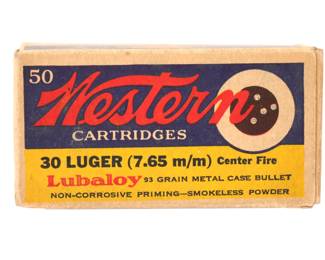 50
Western
CARTRIDGES
30 LUGER (7.65 m/m) Center Fire
Lubaloy 93 GRAIN METAL CASE BULLET
NON-CORROSIVE PRIMING—SMOKELESS POWDER